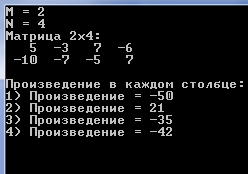 M = 2
N = 4
Матрица 2x4:
5 -3 7 -6
-10 -7 -5 7
Произведение в каждом столбце:
1) Произведение = -50
2) Произведение = 21
3) Произведение = -35
4) Произведение = -42